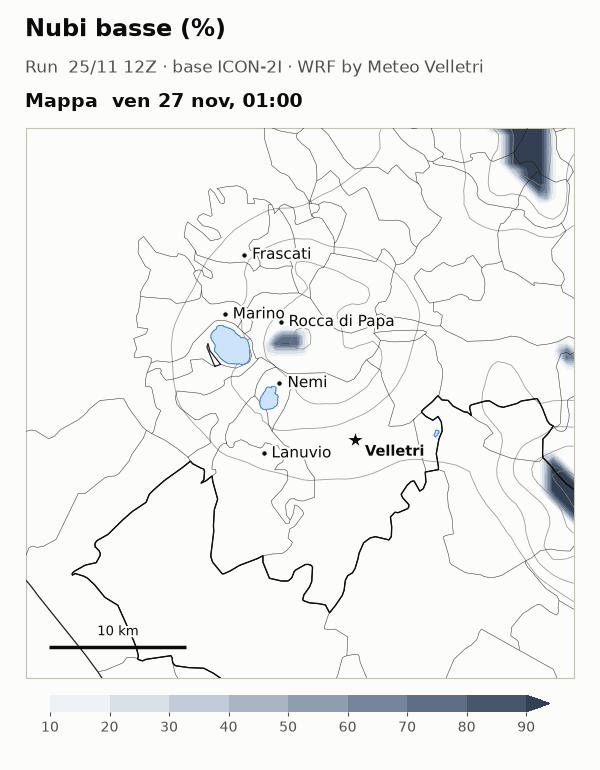 Nubi basse (%)
Run  25/11 12Z · base ICON-2I · WRF by Meteo Velletri
Mappa  ven 27 nov, 01:00
Frascati
Marino
Rocca di Papa
Nemi
Velletri
Lanuvio
10 km
10 20 30 40 50 60 70 80 90